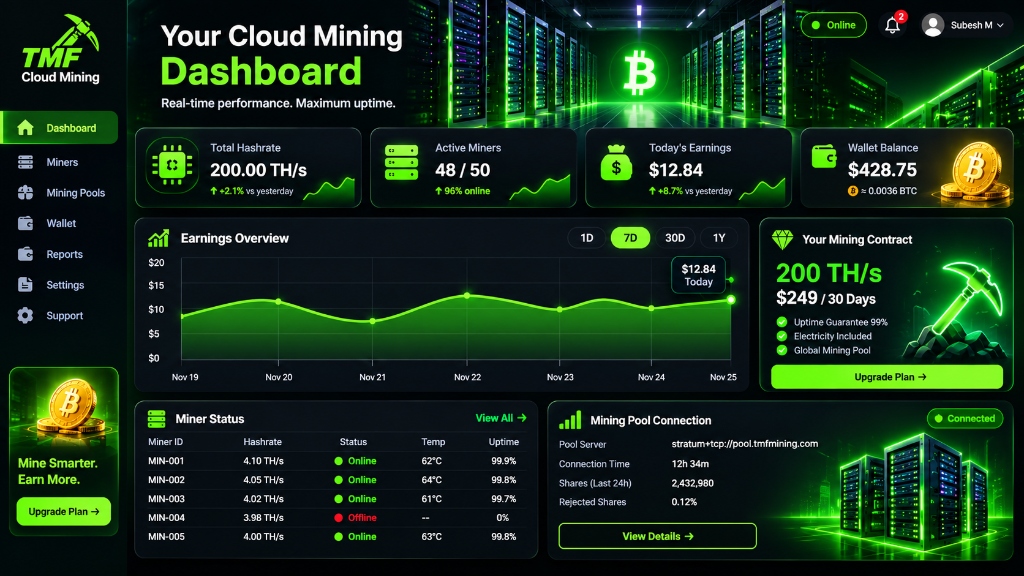 TMF
Cloud Mining
Dashboard
Miners
Mining Pools
Wallet
Reports
Settings
Support
Mine Smarter.
Earn More.
Upgrade Plan →
Your Cloud Mining
Dashboard
Real-time performance. Maximum uptime.
Online
2
Subesh M
Total Hashrate
200.00 TH/s
↑ +2.1% vs yesterday
Active Miners
48 / 50
↑ 96% online
Today's Earnings
$12.84
↑ +8.7% vs yesterday
Wallet Balance
$428.75
≈ 0.0036 BTC
Earnings Overview
1D 7D 30D 1Y
$20
$15
$10
$5
$0
$12.84
Today
Nov 19 Nov 20 Nov 21 Nov 22 Nov 23 Nov 24 Nov 25
Your Mining Contract
200 TH/s
$249 / 30 Days
Uptime Guarantee 99%
Electricity Included
Global Mining Pool
Upgrade Plan →
Miner Status
View All →
Miner ID Hashrate Status Temp Uptime
MIN-001 4.10 TH/s Online 62°C 99.9%
MIN-002 4.05 TH/s Online 64°C 99.8%
MIN-003 4.02 TH/s Online 61°C 99.7%
MIN-004 3.98 TH/s Offline -- 0%
MIN-005 4.00 TH/s Online 63°C 99.8%
Mining Pool Connection
Connected
Pool Server stratum+tcp://pool.tmfmining.com
Connection Time 12h 34m
Shares (Last 24h) 2,432,980
Rejected Shares 0.12%
View Details →